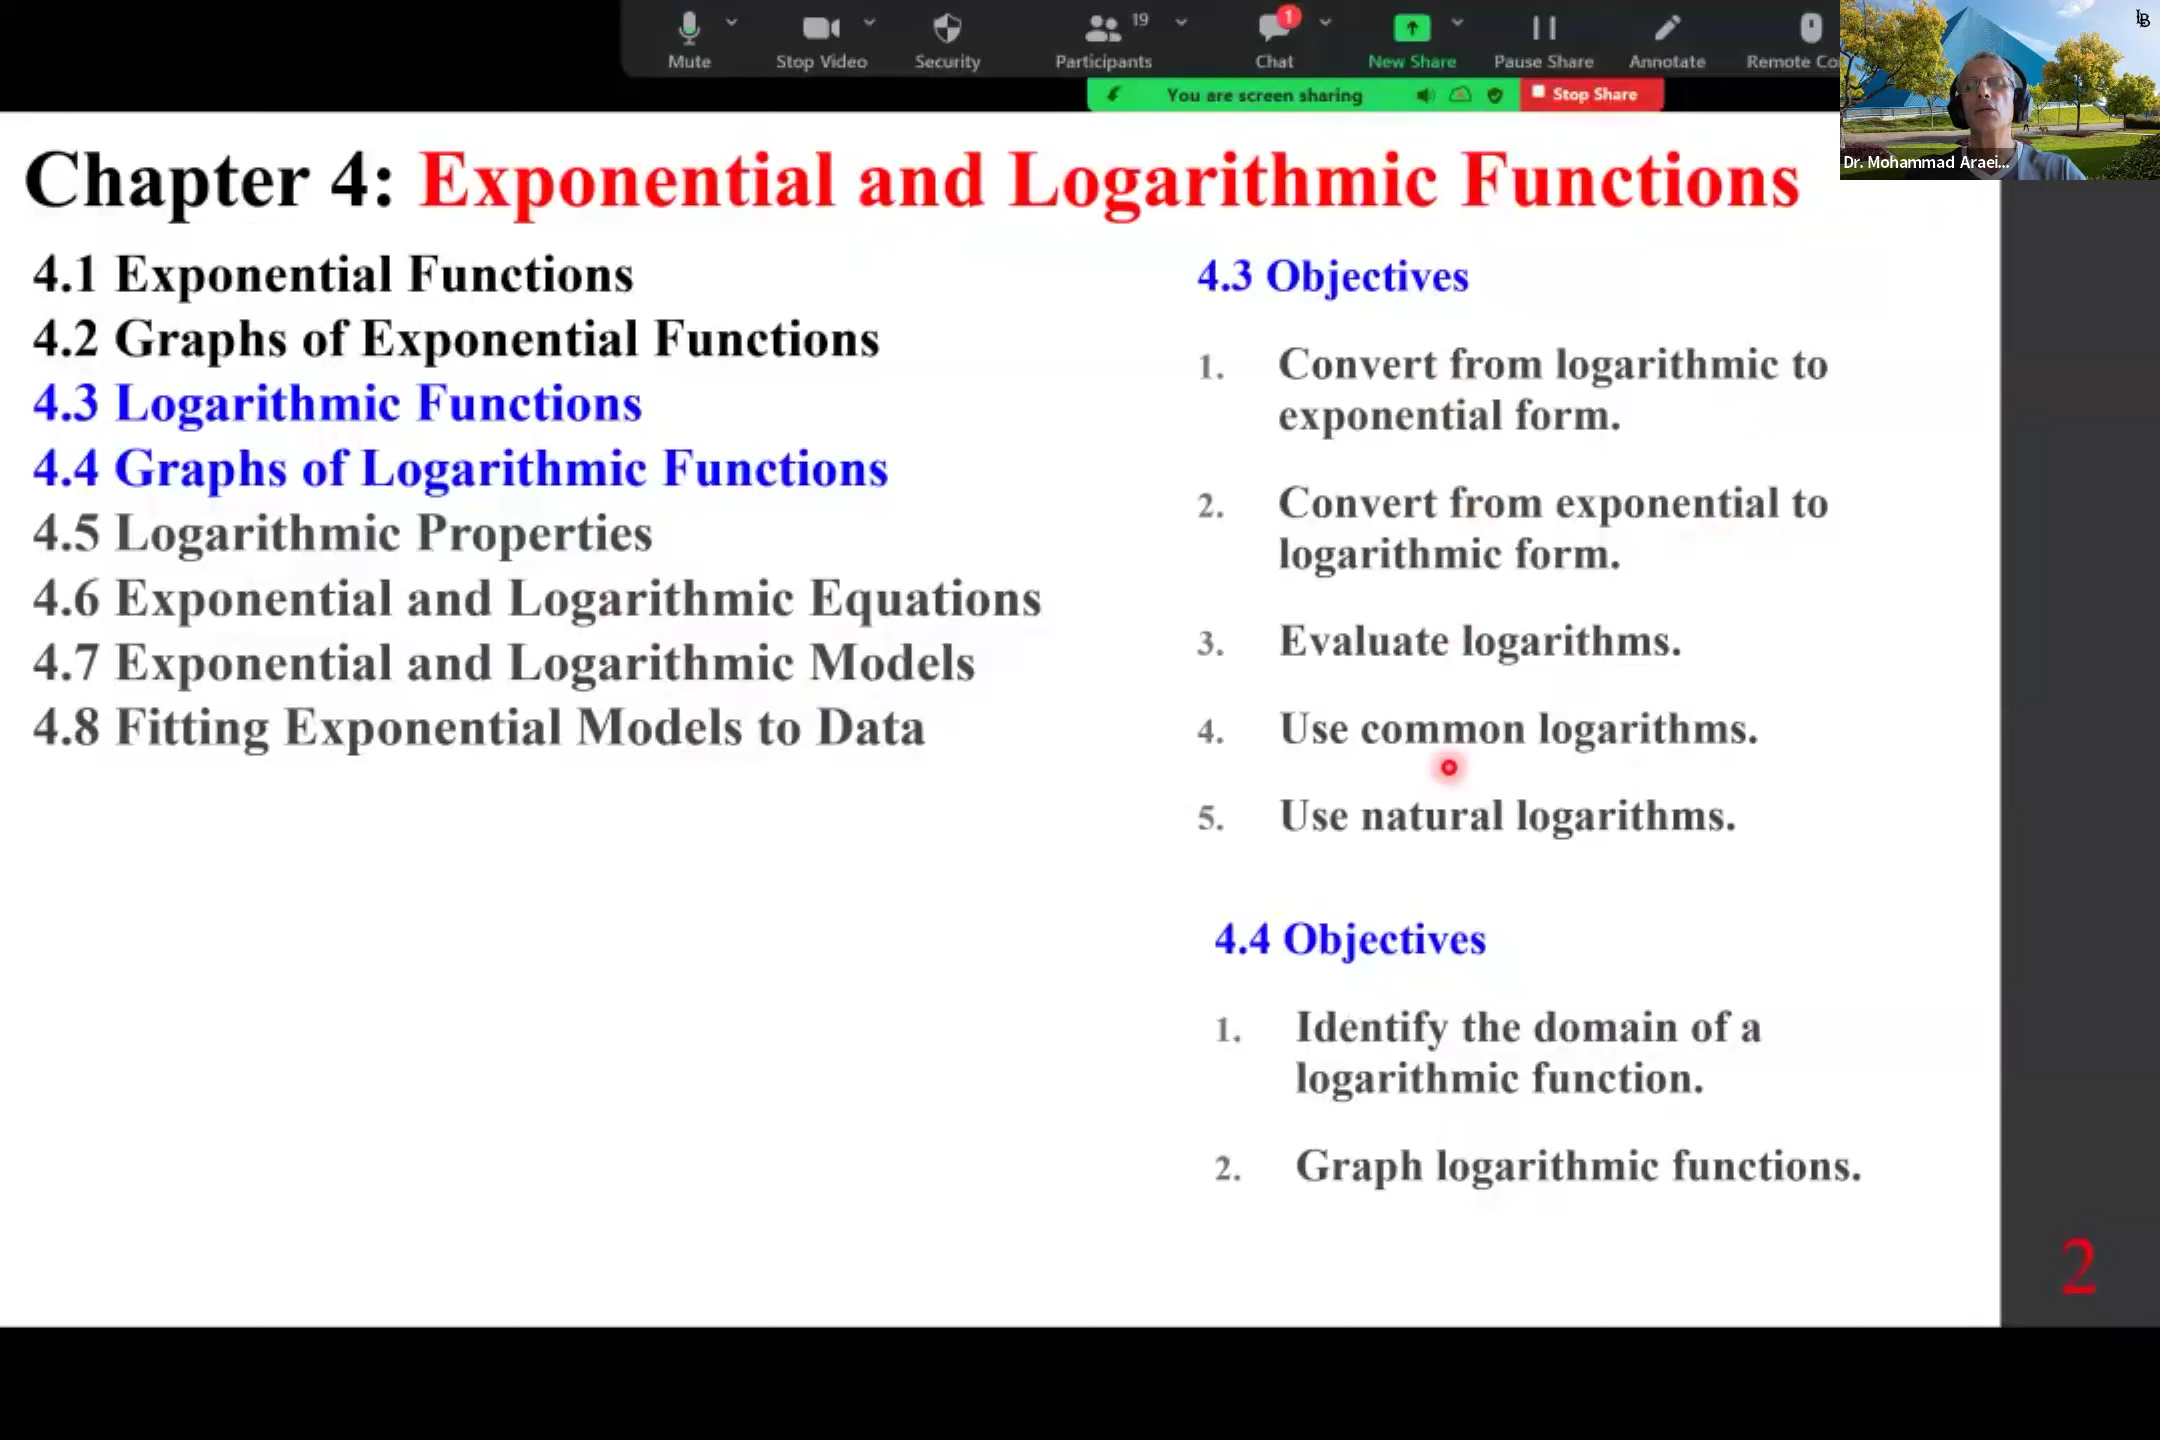 Mute
Stop Video
Security
Participants
19
Chat
1
New Share
Pause Share
Annotate
Remote Co
You are screen sharing
Stop Share
LB
Dr. Mohammad Araei...
Chapter 4: Exponential and Logarithmic Functions
4.1 Exponential Functions
4.2 Graphs of Exponential Functions
4.3 Logarithmic Functions
4.4 Graphs of Logarithmic Functions
4.5 Logarithmic Properties
4.6 Exponential and Logarithmic Equations
4.7 Exponential and Logarithmic Models
4.8 Fitting Exponential Models to Data
4.3 Objectives
1. Convert from logarithmic to
exponential form.
2. Convert from exponential to
logarithmic form.
3. Evaluate logarithms.
4. Use common logarithms.
5. Use natural logarithms.
4.4 Objectives
1. Identify the domain of a
logarithmic function.
2. Graph logarithmic functions.
2